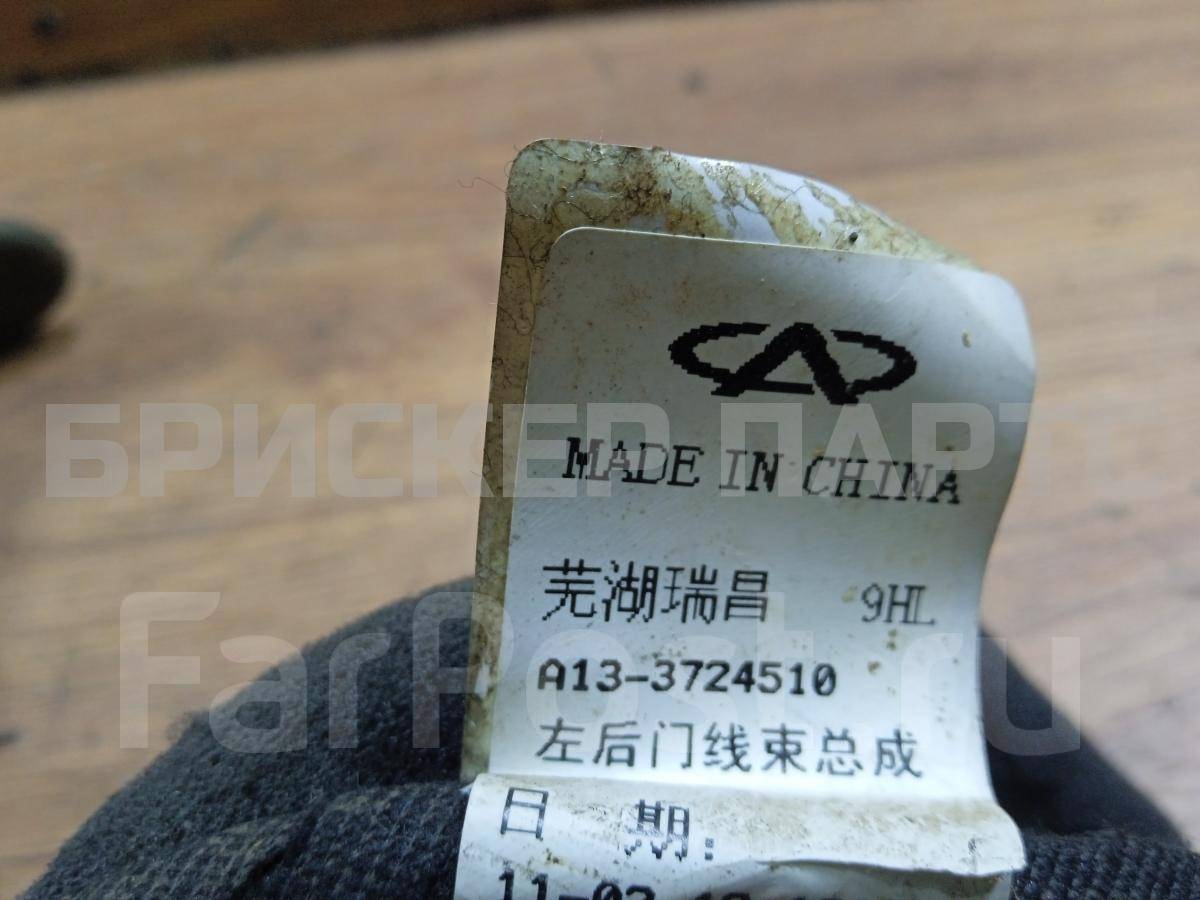 MADE IN CHINA
БРИСКЕР ПАРТС
芜湖瑞昌 9HL
FarPost.ru
A13-3724510
左后门线束总成
日 期: